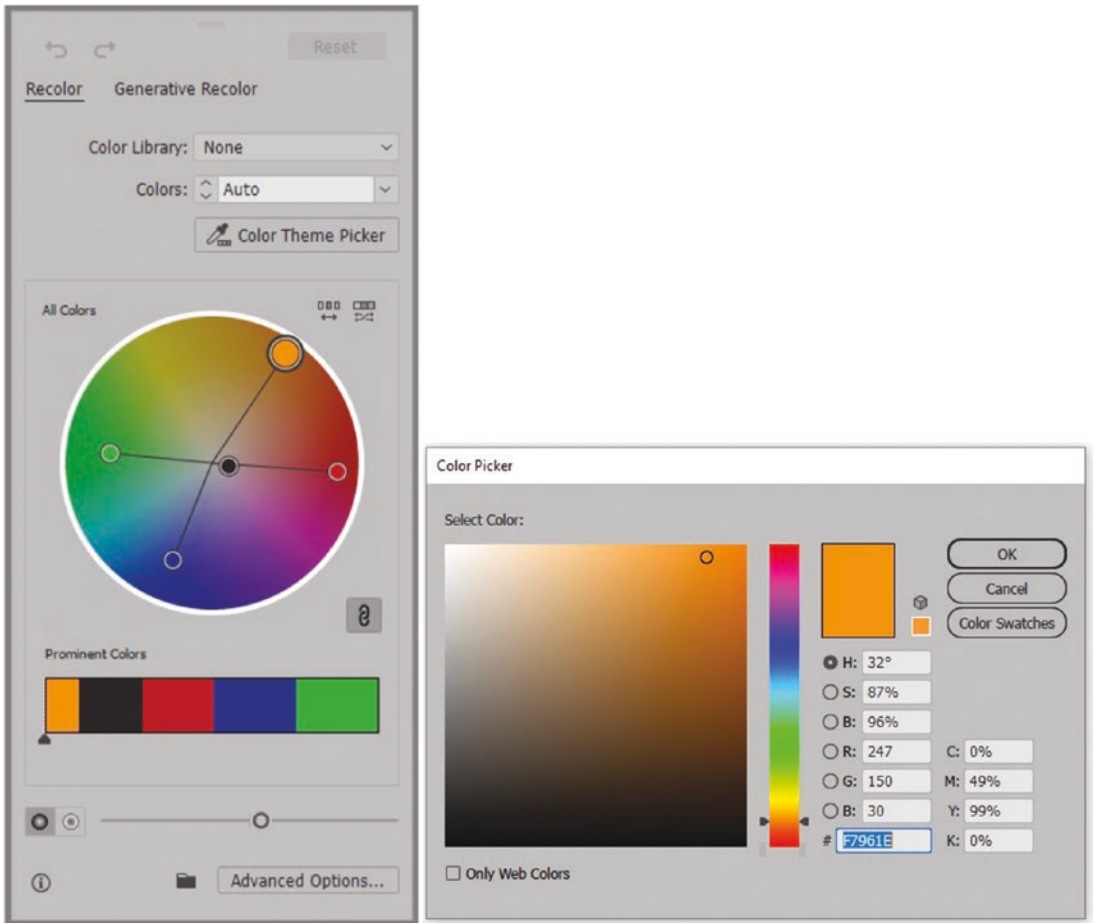 Reset
Recolor Generative Recolor
Color Library: None
Colors: Auto
Color Theme Picker
All Colors
Prominent Colors
Advanced Options...
Color Picker
Select Color:
OK
Cancel
Color Swatches
H: 32°
S: 87%
B: 96%
R: 247 C: 0%
G: 150 M: 49%
B: 30 Y: 99%
# F7961E K: 0%
Only Web Colors